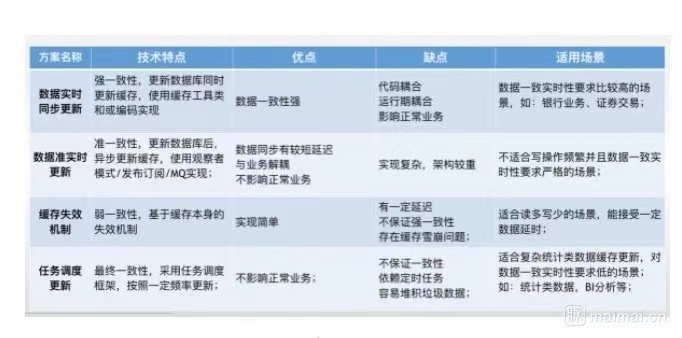 方案名称 技术特点 优点 缺点 适用场景
数据实时
同步更新
强一致性，更新数据库同时
更新缓存，使用缓存工具类
和或编码实现
数据一致性强
代码耦合
运行期耦合
影响正常业务
数据一致实时性要求比较高的场
景，如：银行业务、证券交易；
数据准实时
更新
准一致性，更新数据库后，
异步更新缓存，使用观察者
模式/发布订阅/MQ实现；
数据同步有较短延迟
与业务解耦
不影响正常业务
实现复杂，架构较重
不适合写操作频繁并且数据一致实
时性要求严格的场景；
缓存失效
机制
弱一致性，基于缓存本身的
失效机制
实现简单
有一定延迟
不保证强一致性
存在缓存雪崩问题；
适合读多写少的场景，能接受一定
数据延时；
任务调度
更新
最终一致性，采用任务调度
框架，按照一定频率更新；
不影响正常业务；
不保证一致性
依赖定时任务
容易堆积垃圾数据；
适合复杂统计类数据缓存更新，对
数据一致实时性要求低的场景；
如：统计类数据，BI分析等；
脉 maimai.cn